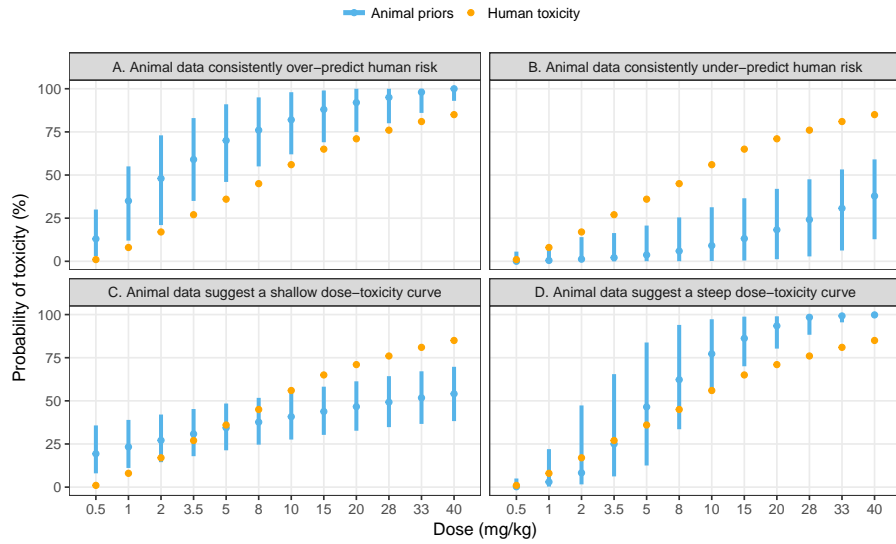 Animal priors Human toxicity
A. Animal data consistently over−predict human risk
B. Animal data consistently under−predict human risk
100
75
50
25
0
C. Animal data suggest a shallow dose−toxicity curve
D. Animal data suggest a steep dose−toxicity curve
100
75
50
25
0
0.5 1 2 3.5 5 8 10 15 20 28 33 40
0.5 1 2 3.5 5 8 10 15 20 28 33 40
Probability of toxicity (%)
Dose (mg/kg)